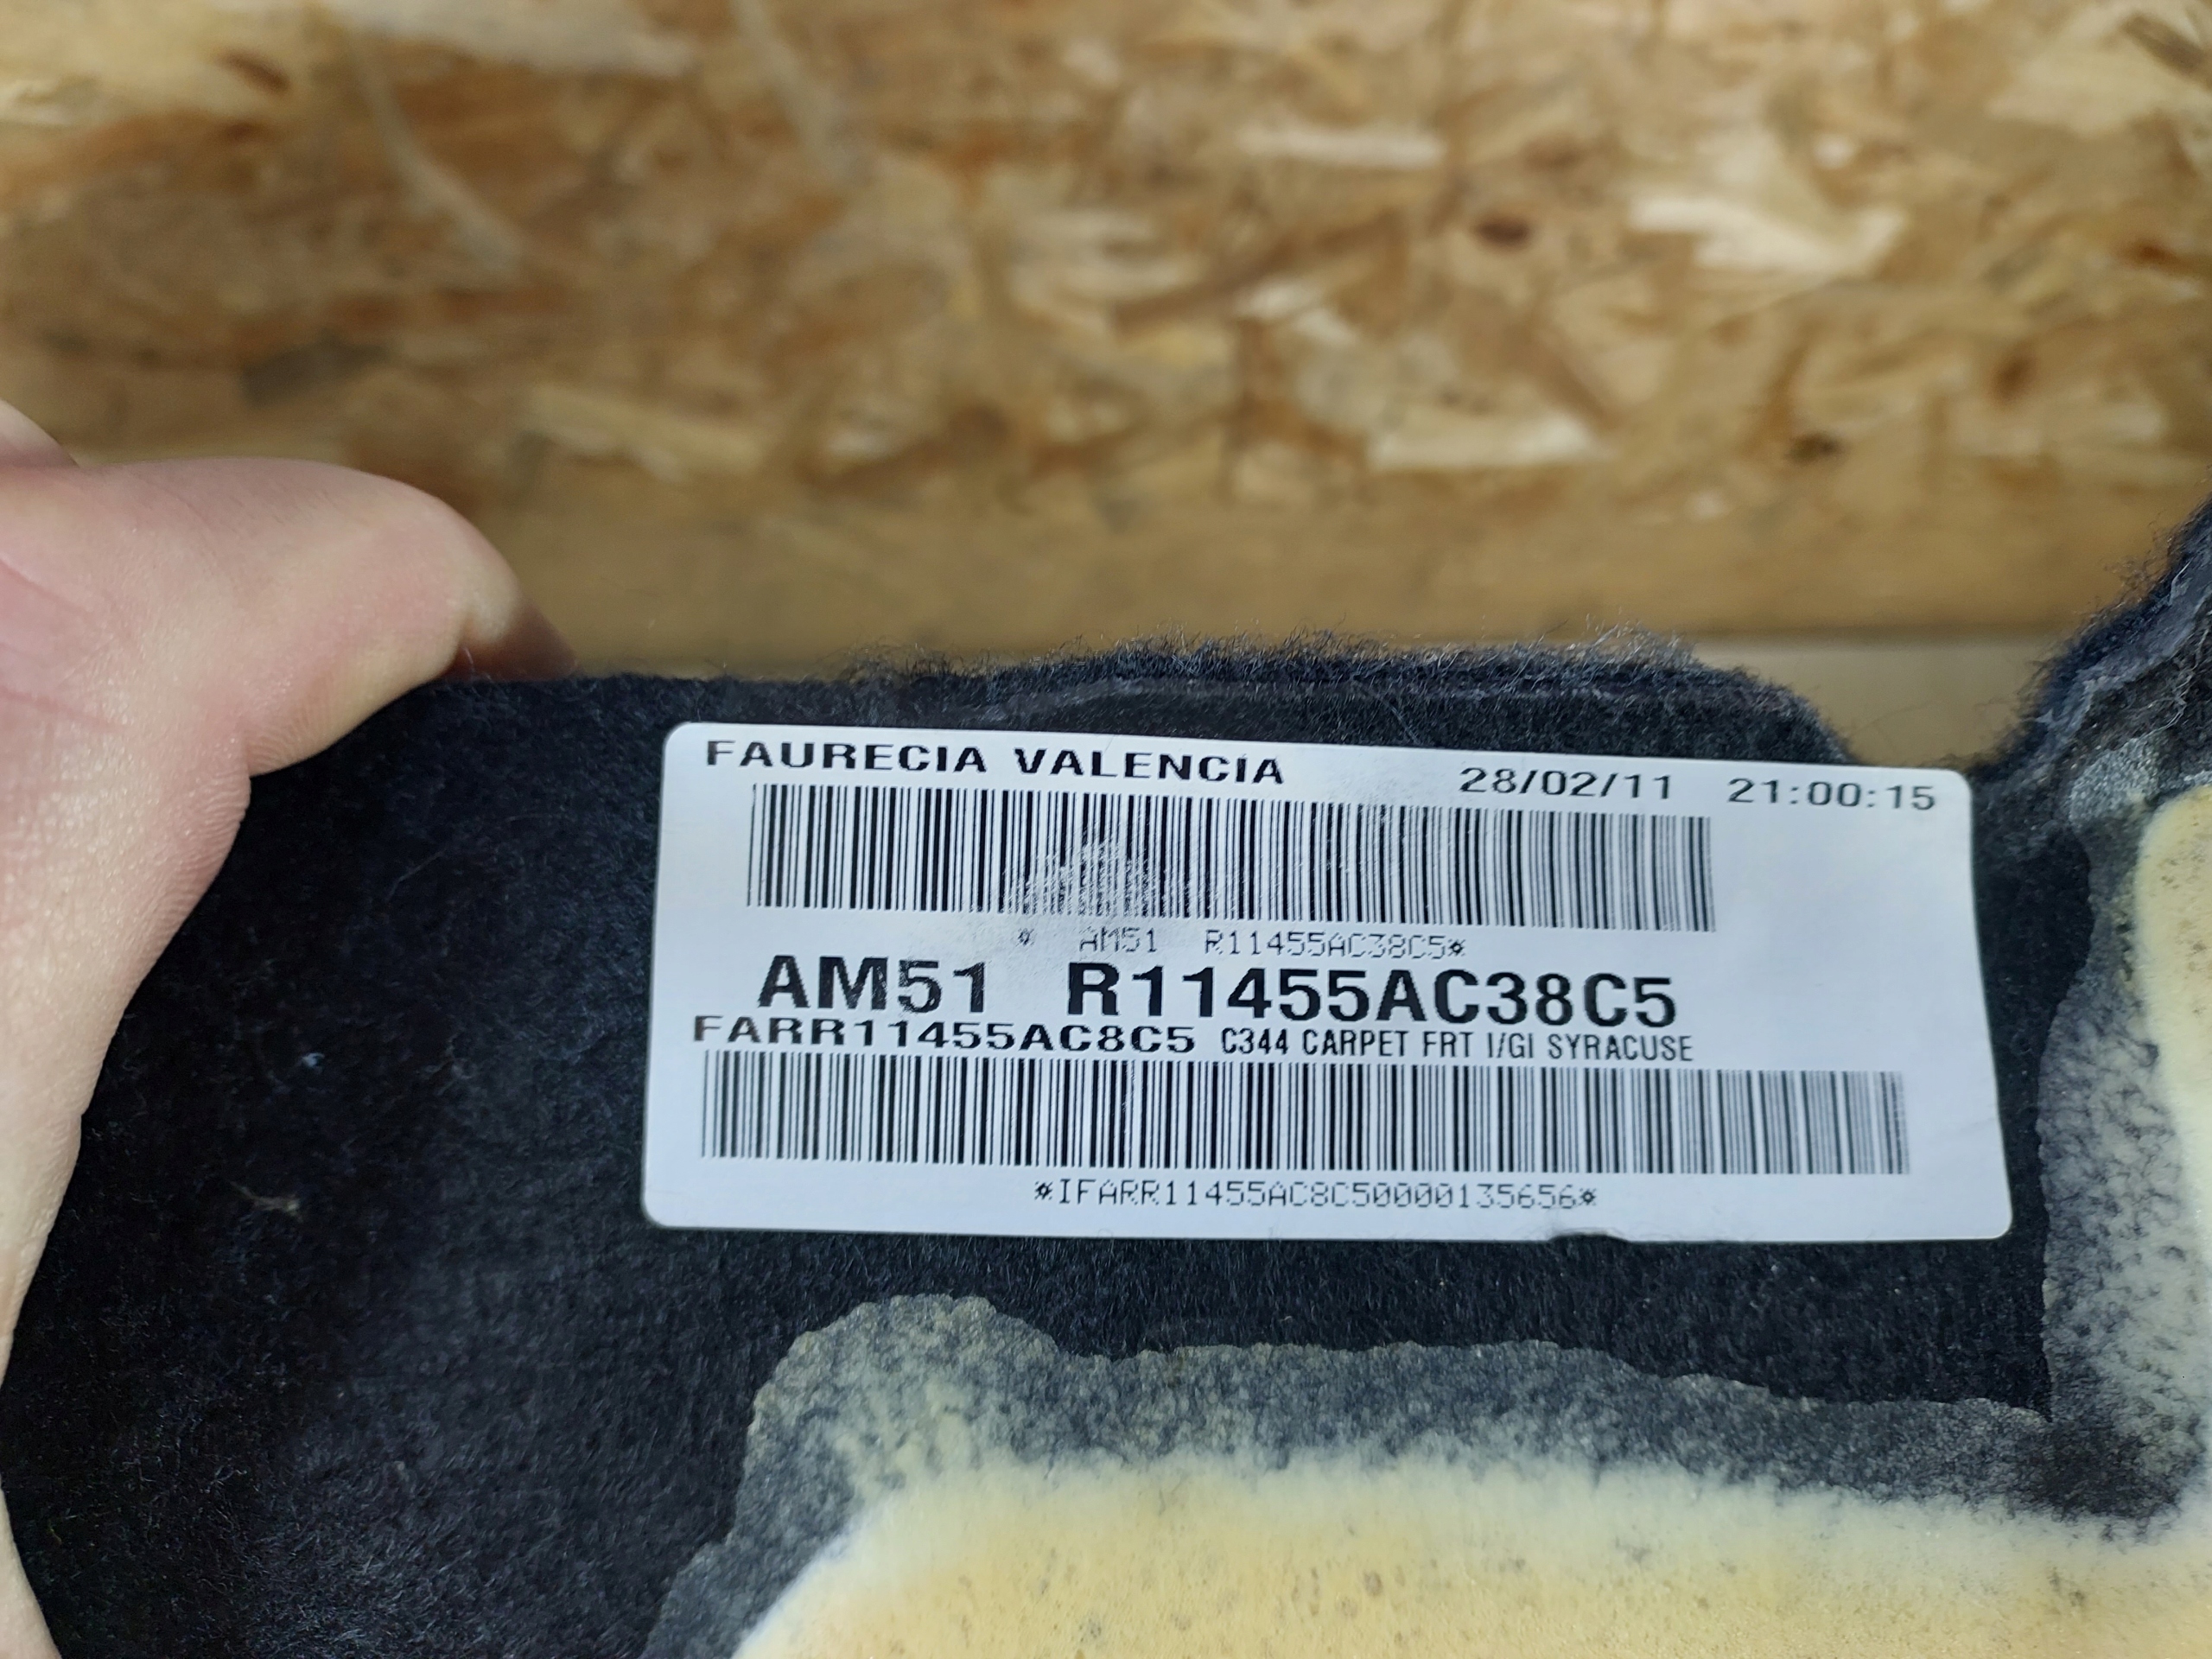 FAURECIA VALENCIA 28/02/11 21:00:15
* AM51 R11455AC38C5*
AM51 R11455AC38C5
FARR11455AC8C5 C344 CARPET FRT I/GI SYRACUSE
*IFARR11455AC8C50000135656*